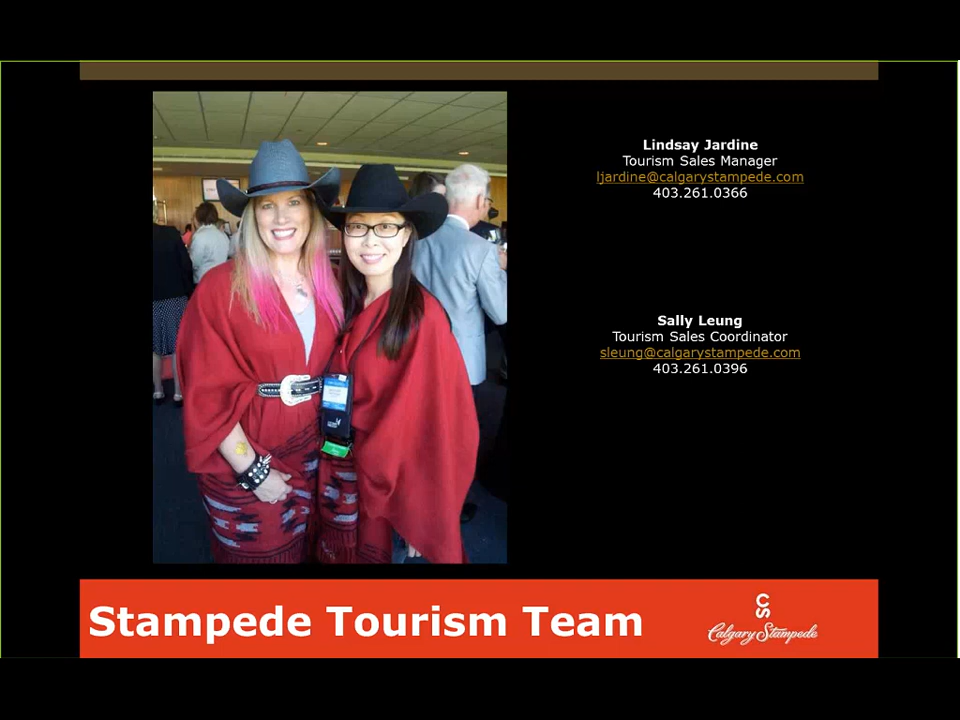 Lindsay Jardine
Tourism Sales Manager
ljardine@calgarystampede.com
403.261.0366
Sally Leung
Tourism Sales Coordinator
sleung@calgarystampede.com
403.261.0396
Stampede Tourism Team
CS
Calgary Stampede